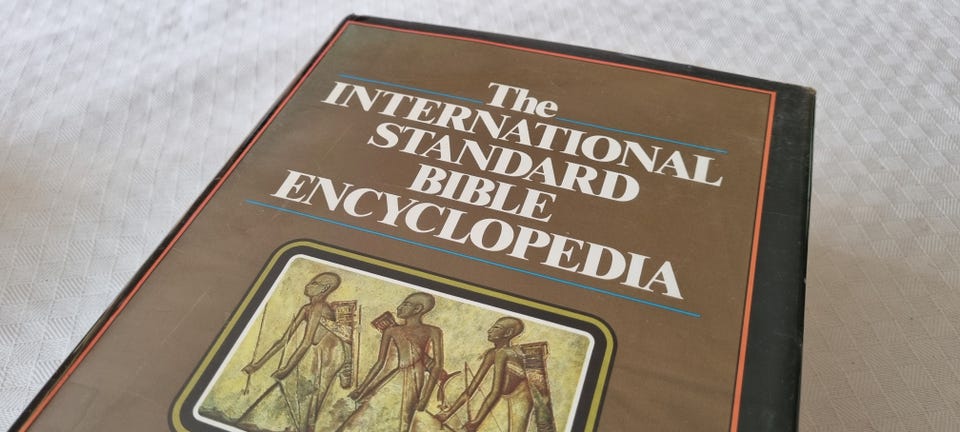 The
INTERNATIONAL
STANDARD
BIBLE
ENCYCLOPEDIA